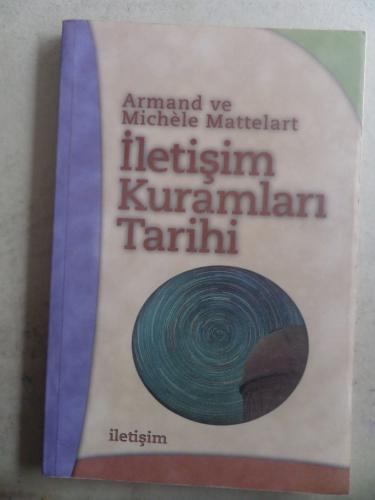 Armand ve
Michèle Mattelart
İletişim
Kuramları
Tarihi
iletişim